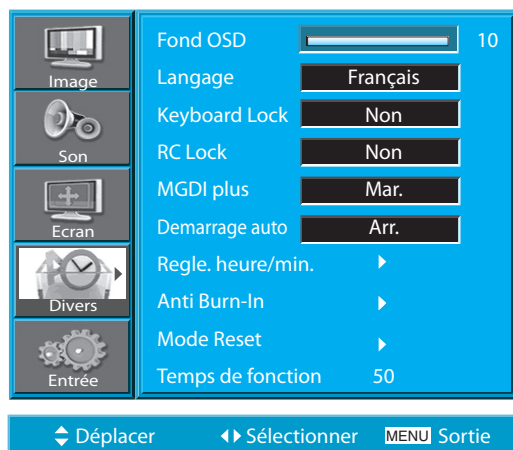 Image
Son
Ecran
Divers
Entrée
Fond OSD 10
Langage Français
Keyboard Lock Non
RC Lock Non
MGDI plus Mar.
Demarrage auto Arr.
Regle. heure/min.
Anti Burn-In
Mode Reset
Temps de fonction 50
Déplacer Sélectionner MENU Sortie